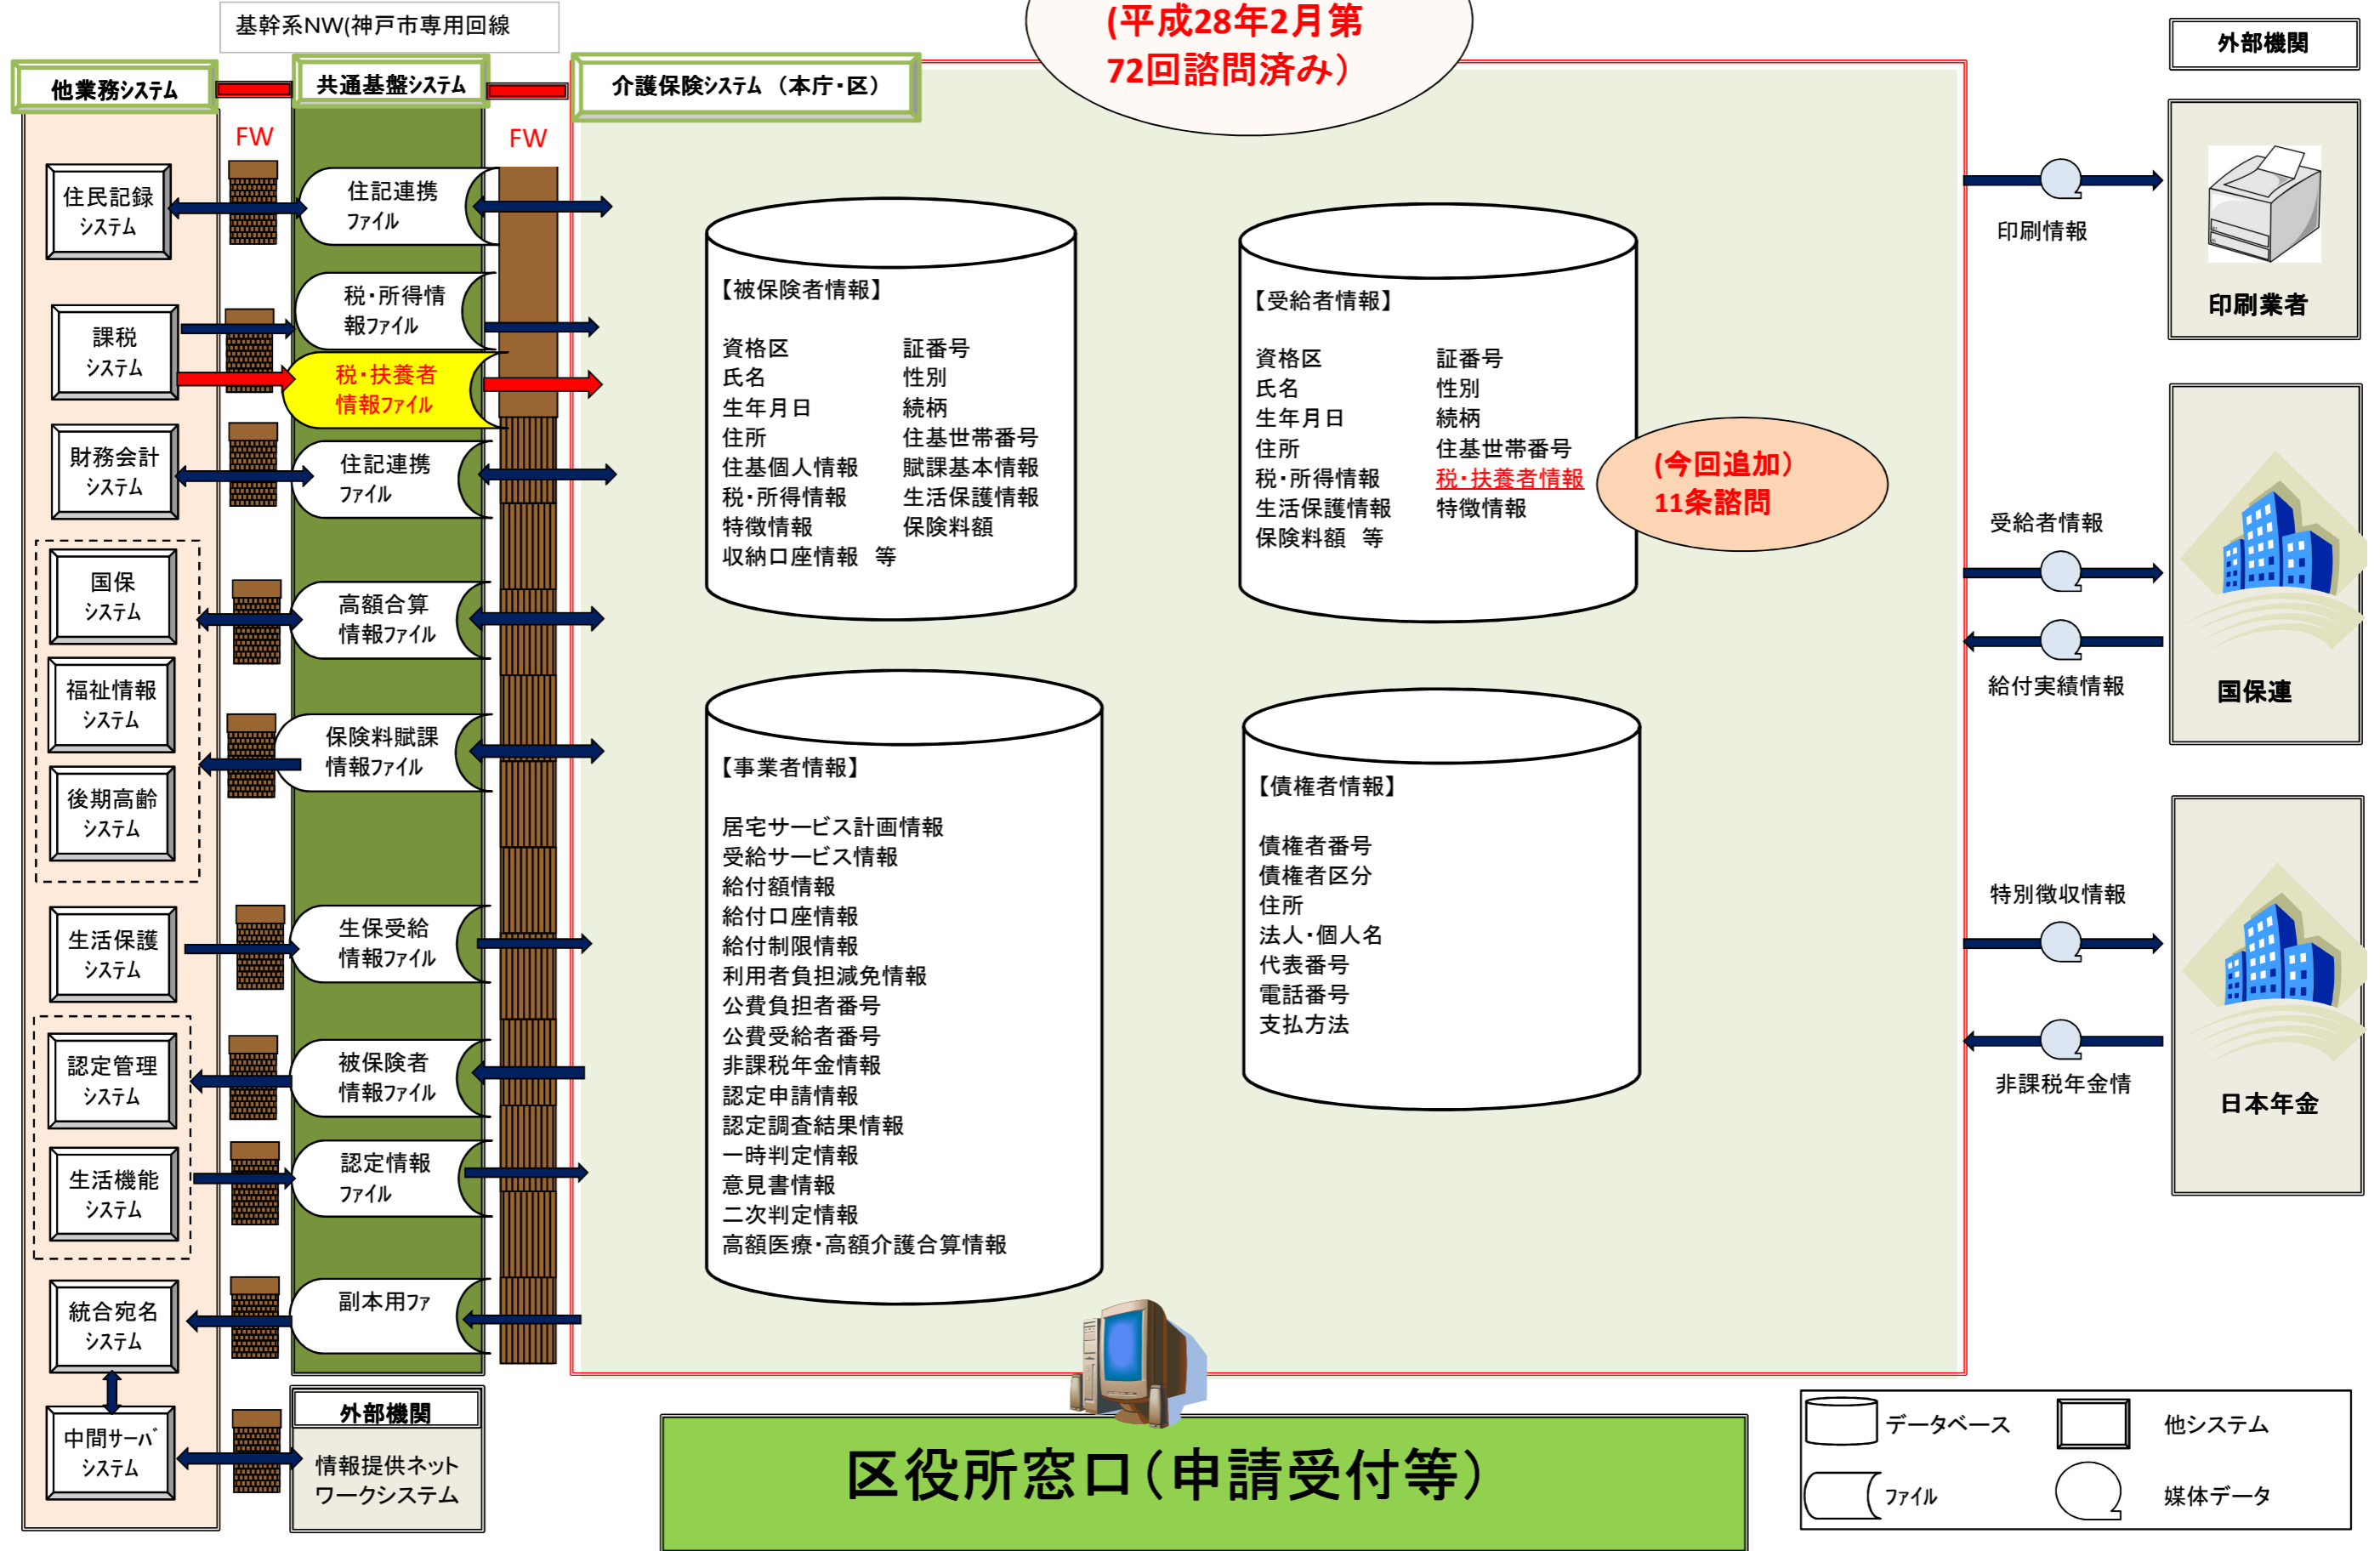 基幹系NW(神戸市専用回線
(平成28年2月第
72回諮問済み）
外部機関
他業務システム
共通基盤システム
介護保険システム（本庁・区）
FW
FW
住民記録
システム
課税
システム
財務会計
システム
国保
システム
福祉情報
システム
後期高齢
システム
生活保護
システム
認定管理
システム
生活機能
システム
統合宛名
システム
中間サーバ
システム
住記連携
ファイル
税・所得情
報ファイル
税・扶養者
情報ファイル
住記連携
ファイル
高額合算
情報ファイル
保険料賦課
情報ファイル
生保受給
情報ファイル
被保険者
情報ファイル
認定情報
ファイル
副本用ファ
外部機関
情報提供ネット
ワークシステム
【被保険者情報】
資格区 証番号
氏名 性別
生年月日 続柄
住所 住基世帯番号
住基個人情報 賦課基本情報
税・所得情報 生活保護情報
特徴情報 保険料額
収納口座情報 等
【受給者情報】
資格区 証番号
氏名 性別
生年月日 続柄
住所 住基世帯番号
税・所得情報 税・扶養者情報
生活保護情報 特徴情報
保険料額 等
(今回追加）
11条諮問
【事業者情報】
居宅サービス計画情報
受給サービス情報
給付額情報
給付口座情報
給付制限情報
利用者負担減免情報
公費負担者番号
公費受給者番号
非課税年金情報
認定申請情報
認定調査結果情報
一時判定情報
意見書情報
二次判定情報
高額医療・高額介護合算情報
【債権者情報】
債権者番号
債権者区分
住所
法人・個人名
代表番号
電話番号
支払方法
印刷情報
印刷業者
受給者情報
給付実績情報
国保連
特別徴収情報
非課税年金情
日本年金
区役所窓口（申請受付等）
データベース
他システム
ファイル
媒体データ